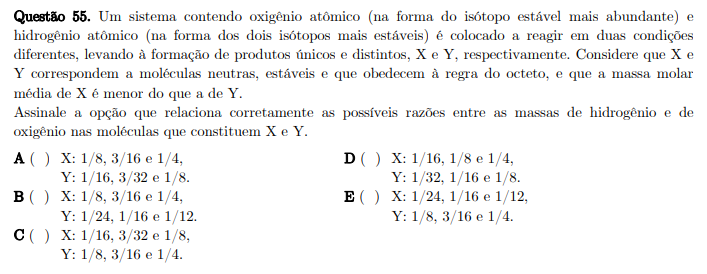 Questão 55. Um sistema contendo oxigênio atômico (na forma do isótopo estável mais abundante) e
hidrogênio atômico (na forma dos dois isótopos mais estáveis) é colocado a reagir em duas condições
diferentes, levando à formação de produtos únicos e distintos, X e Y, respectivamente. Considere que X e
Y correspondem a moléculas neutras, estáveis e que obedecem à regra do octeto, e que a massa molar
média de X é menor do que a de Y.
Assinale a opção que relaciona corretamente as possíveis razões entre as massas de hidrogênio e de
oxigênio nas moléculas que constituem X e Y.
A ( ) X: 1/8, 3/16 e 1/4,
Y: 1/16, 3/32 e 1/8.
B ( ) X: 1/8, 3/16 e 1/4,
Y: 1/24, 1/16 e 1/12.
C ( ) X: 1/16, 3/32 e 1/8,
Y: 1/8, 3/16 e 1/4.
D ( ) X: 1/16, 1/8 e 1/4,
Y: 1/32, 1/16 e 1/8.
E ( ) X: 1/24, 1/16 e 1/12,
Y: 1/8, 3/16 e 1/4.